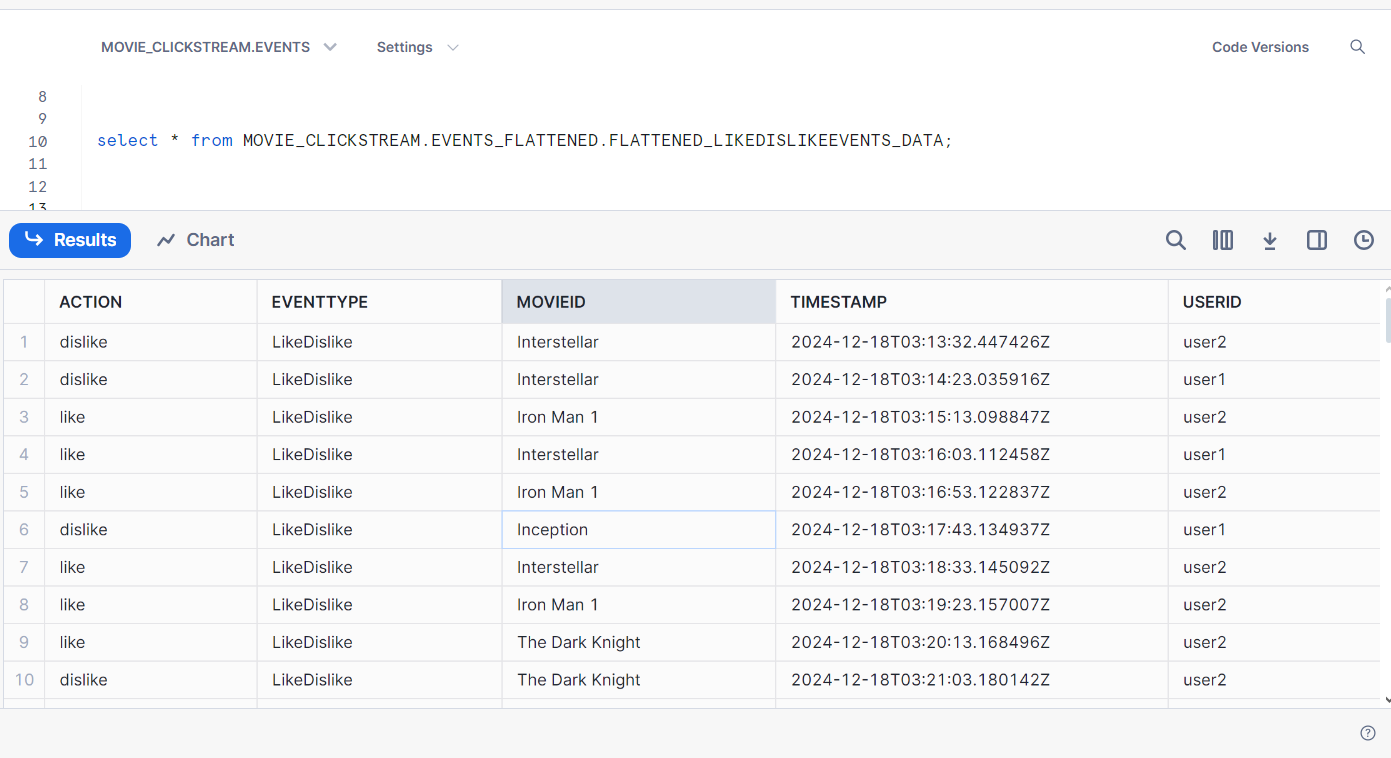 MOVIE_CLICKSTREAM.EVENTS Settings Code Versions
8
9
10 select * from MOVIE_CLICKSTREAM.EVENTS_FLATTENED.FLATTENED_LIKEDISLIKEEVENTS_DATA;
11
12
13
Results Chart
ACTION EVENTTYPE MOVIEID TIMESTAMP USERID
1 dislike LikeDislike Interstellar 2024-12-18T03:13:32.447426Z user2
2 dislike LikeDislike Interstellar 2024-12-18T03:14:23.035916Z user1
3 like LikeDislike Iron Man 1 2024-12-18T03:15:13.098847Z user2
4 like LikeDislike Interstellar 2024-12-18T03:16:03.112458Z user1
5 like LikeDislike Iron Man 1 2024-12-18T03:16:53.122837Z user2
6 dislike LikeDislike Inception 2024-12-18T03:17:43.134937Z user1
7 like LikeDislike Interstellar 2024-12-18T03:18:33.145092Z user2
8 like LikeDislike Iron Man 1 2024-12-18T03:19:23.157007Z user2
9 like LikeDislike The Dark Knight 2024-12-18T03:20:13.168496Z user2
10 dislike LikeDislike The Dark Knight 2024-12-18T03:21:03.180142Z user2